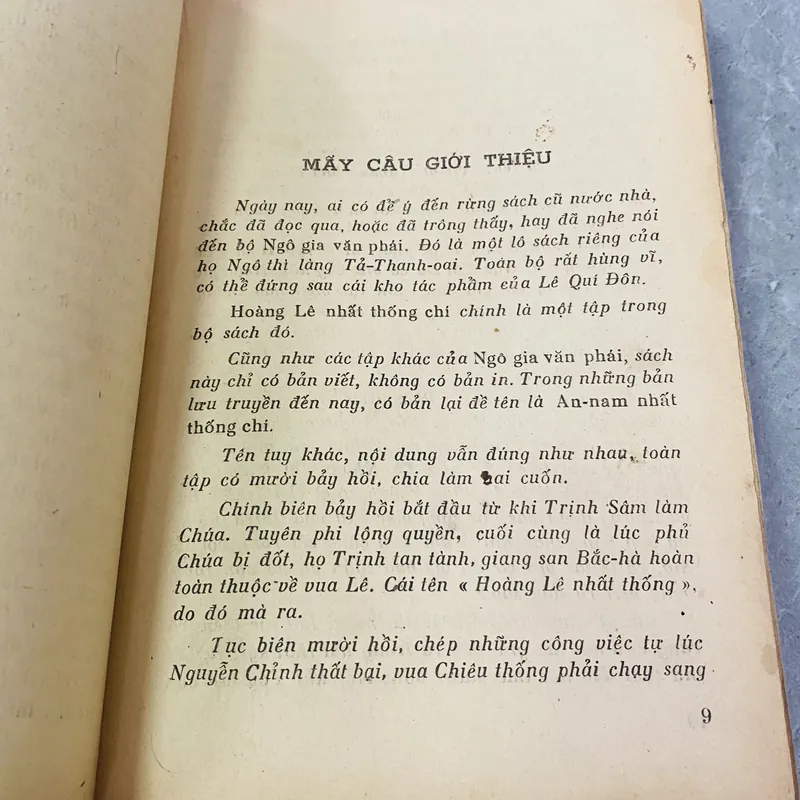 MẤY CÂU GIỚI THIỆU
Ngày nay, ai có để ý đến rừng sách cũ nước nhà,
chắc đã đọc qua, hoặc đã trông thấy, hay đã nghe nói
đến bộ Ngô gia văn phái. Đó là một lô sách riêng của
họ Ngô thì làng Tả-Thanh-oai. Toàn bộ rất hùng vĩ,
có thể đứng sau cái kho tác phẩm của Lê Quí Đôn.
Hoàng Lê nhất thống chí chính là một tập trong
bộ sách đó.
Cũng như các tập khác của Ngô gia văn phái, sách
này chỉ có bản viết, không có bản in. Trong những bản
lưu truyền đến nay, có bản lại đề tên là An-nam nhất
thống chí.
Tên tuy khác, nội dung vẫn đúng như nhau, toàn
tập có mười bảy hồi, chia làm hai cuốn.
Chính biên bảy hồi bắt đầu từ khi Trịnh Sâm làm
Chúa. Tuyên phi lộng quyền, cuối cùng là lúc phủ
Chúa bị đốt, họ Trịnh tan tành, giang san Bắc-hà hoàn
toàn thuộc về vua Lê. Cái tên « Hoàng Lê nhất thống ».
do đó mà ra.
Tục biên mười hồi, chép những công việc tự lúc
Nguyễn Chỉnh thất bại, vua Chiêu thống phải chạy sang
9